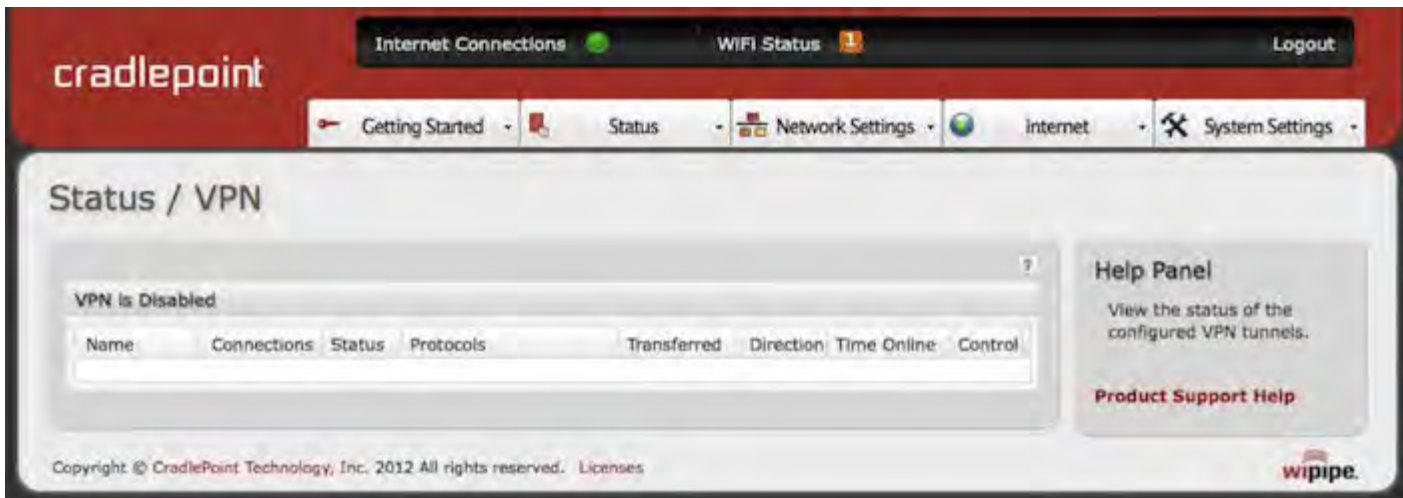 cradlepoint
Internet Connections WiFi Status 1 Logout
Getting Started Status Network Settings Internet System Settings
Status / VPN
?
VPN is Disabled
Name Connections Status Protocols Transferred Direction Time Online Control
Help Panel
View the status of the
configured VPN tunnels.
Product Support Help
Copyright © CradlePoint Technology, Inc. 2012 All rights reserved. Licenses
wipipe.